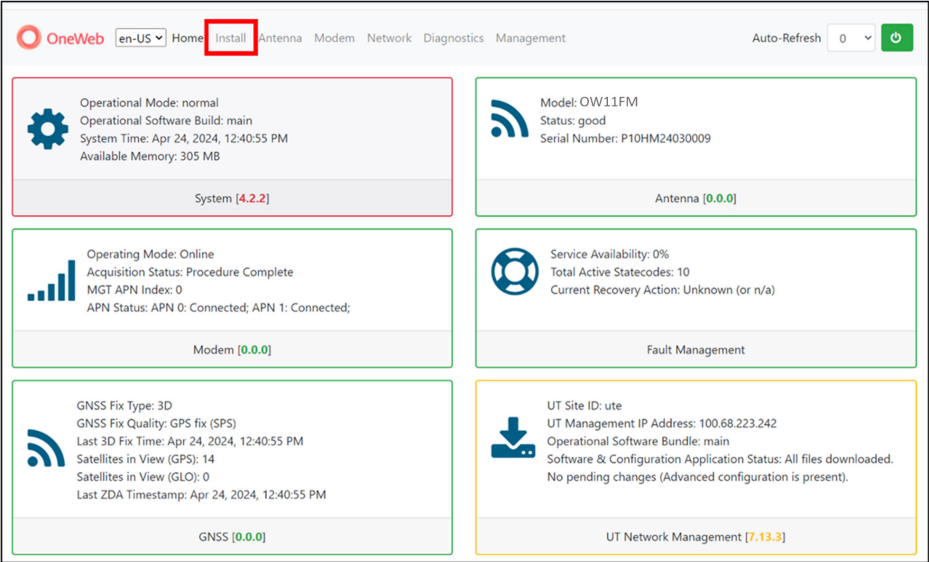 OneWeb en-US Home Install Antenna Modem Network Diagnostics Management Auto-Refresh 0
Operational Mode: normal
Operational Software Build: main
System Time: Apr 24, 2024, 12:40:55 PM
Available Memory: 305 MB
System [4.2.2]
Model: OW11FM
Status: good
Serial Number: P10HM24030009
Antenna [0.0.0]
Operating Mode: Online
Acquisition Status: Procedure Complete
MGT APN Index: 0
APN Status: APN 0: Connected; APN 1: Connected;
Modem [0.0.0]
Service Availability: 0%
Total Active Statecodes: 10
Current Recovery Action: Unknown (or n/a)
Fault Management
GNSS Fix Type: 3D
GNSS Fix Quality: GPS fix (SPS)
Last 3D Fix Time: Apr 24, 2024, 12:40:55 PM
Satellites in View (GPS): 14
Satellites in View (GLO): 0
Last ZDA Timestamp: Apr 24, 2024, 12:40:55 PM
GNSS [0.0.0]
UT Site ID: ute
UT Management IP Address: 100.68.223.242
Operational Software Bundle: main
Software & Configuration Application Status: All files downloaded.
No pending changes (Advanced configuration is present).
UT Network Management [7.13.3]